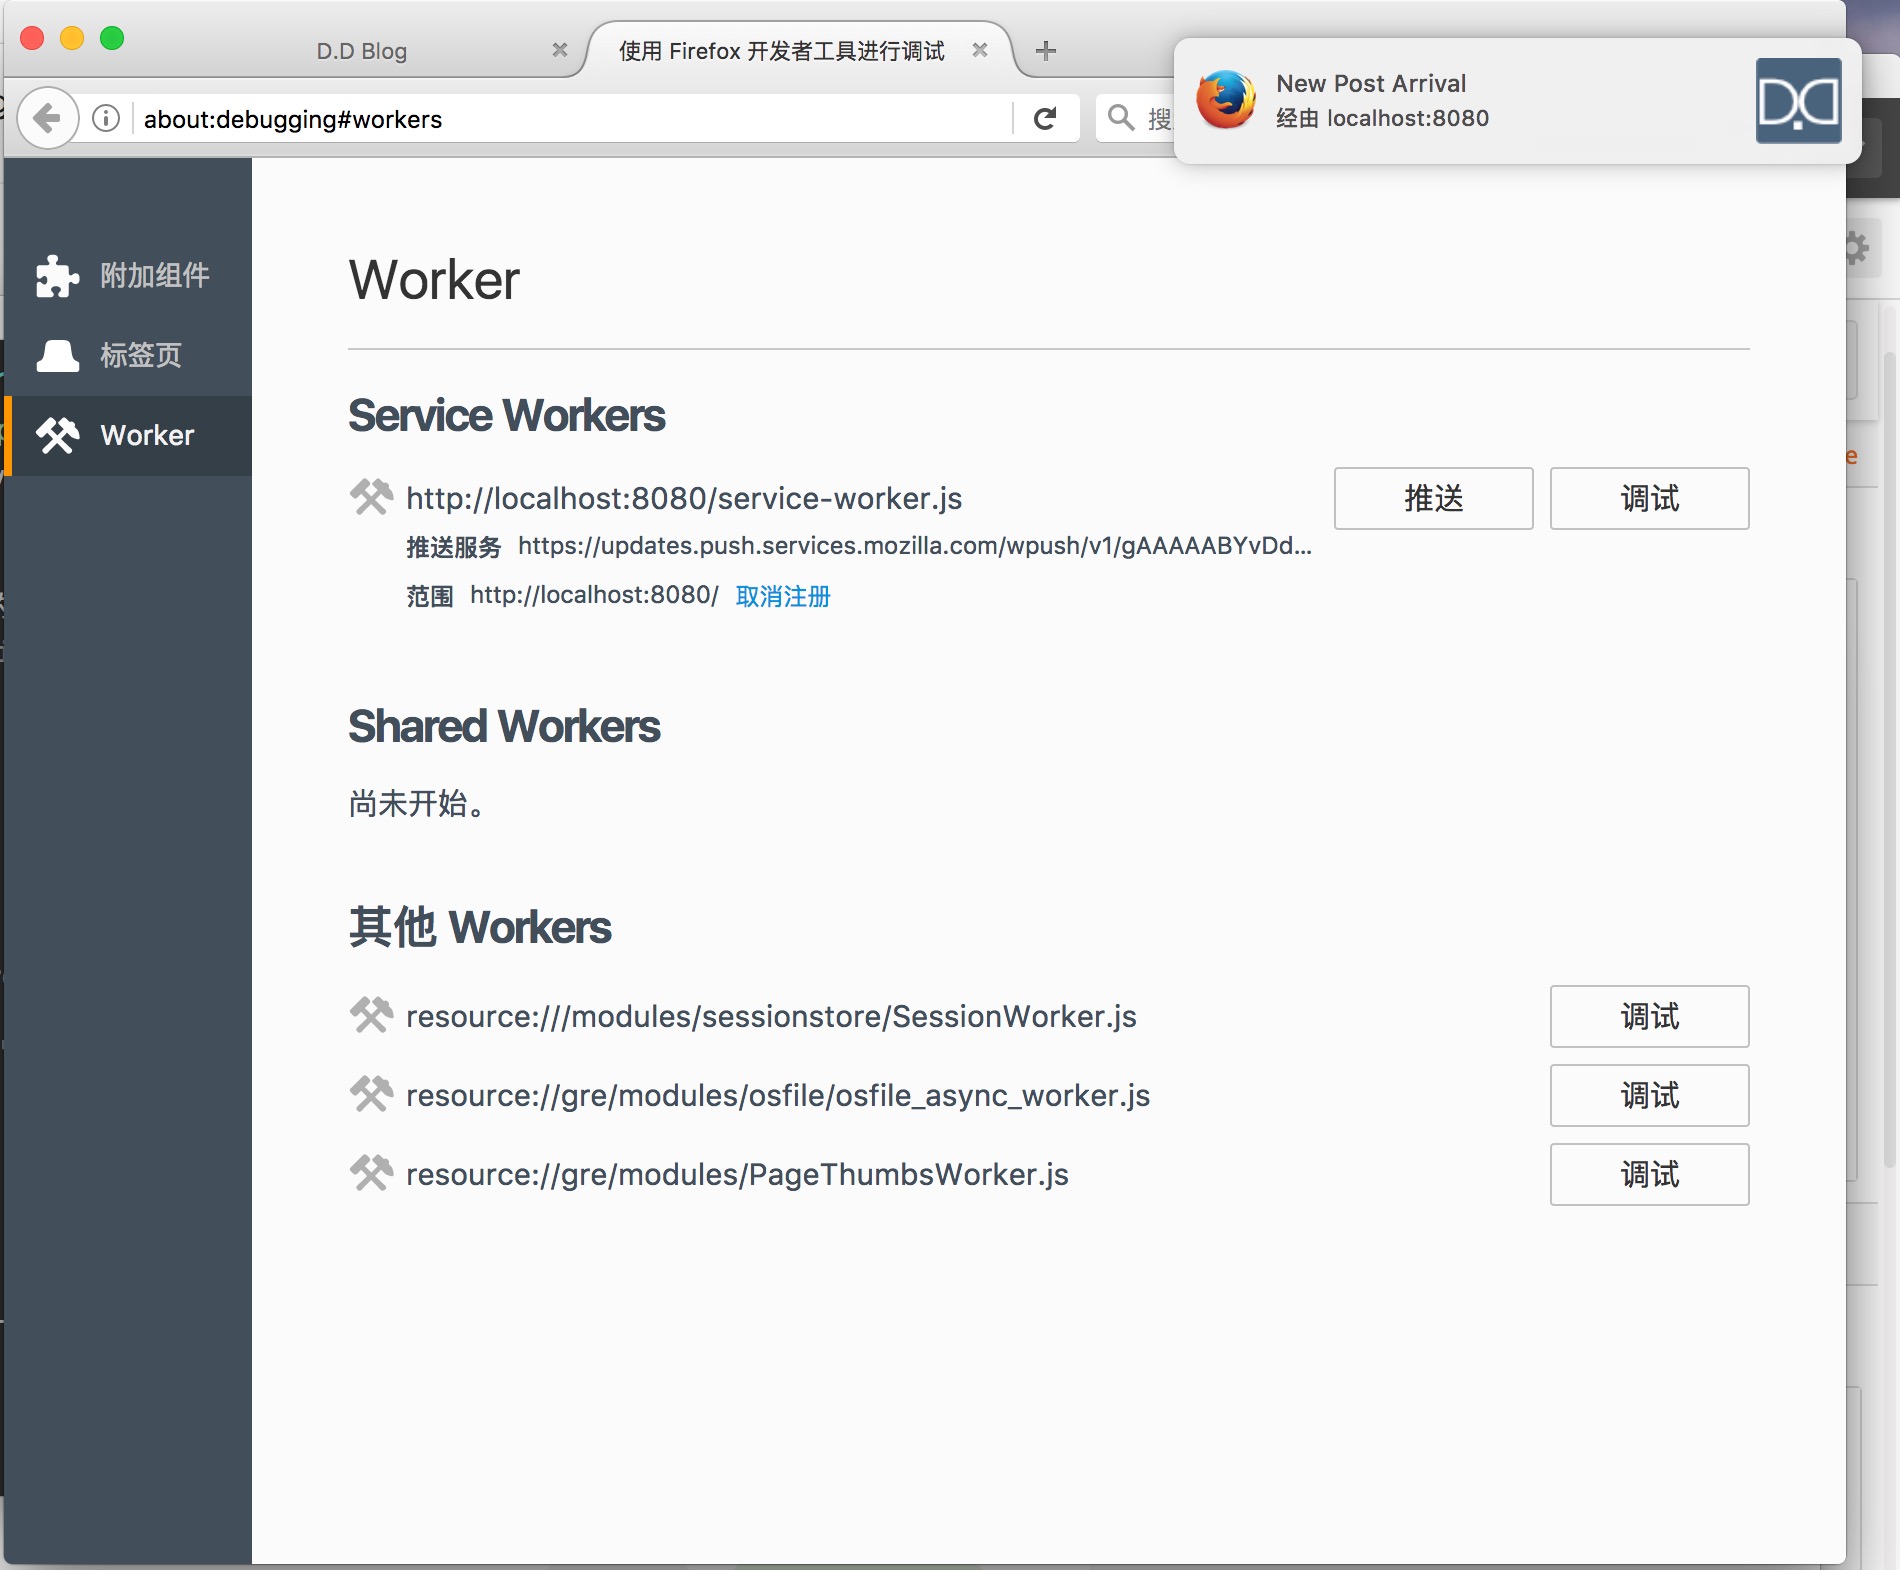 D.D Blog
使用 Firefox 开发者工具进行调试
New Post Arrival
经由 localhost:8080
DD
about:debugging#workers
搜
附加组件
标签页
Worker
Worker
Service Workers
http://localhost:8080/service-worker.js
推送
调试
推送服务 https://updates.push.services.mozilla.com/wpush/v1/gAAAAABYvDd...
范围 http://localhost:8080/ 取消注册
Shared Workers
尚未开始。
其他 Workers
resource:///modules/sessionstore/SessionWorker.js
调试
resource://gre/modules/osfile/osfile_async_worker.js
调试
resource://gre/modules/PageThumbsWorker.js
调试